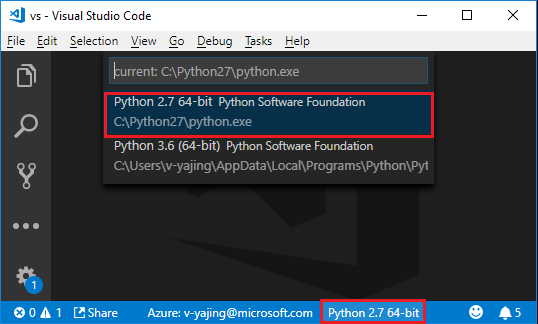 vs - Visual Studio Code
File Edit Selection View Go Debug Tasks Help
current: C:\Python27\python.exe
Python 2.7 64-bit Python Software Foundation
C:\Python27\python.exe
Python 3.6 (64-bit) Python Software Foundation
C:\Users\v-yajing\AppData\Local\Programs\Python\Pyt
1
0 1 Share Azure: v-yajing@microsoft.com Python 2.7 64-bit 5